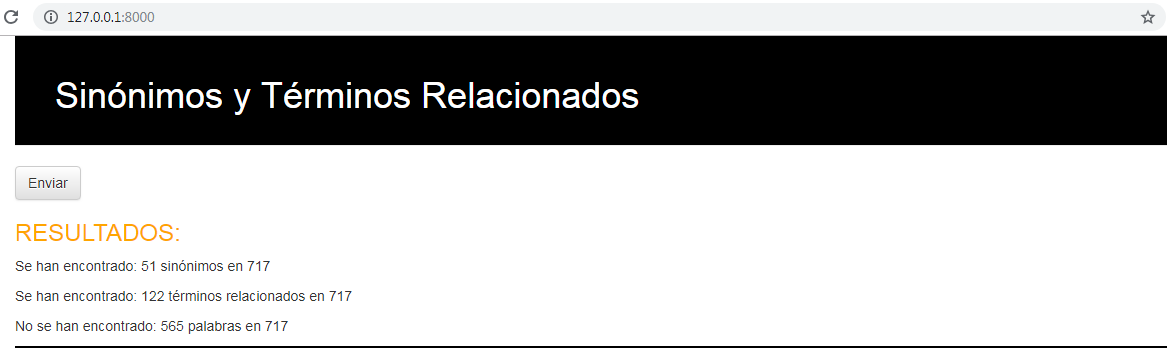 127.0.0.1:8000
Sinónimos y Términos Relacionados
Enviar
RESULTADOS:
Se han encontrado: 51 sinónimos en 717
Se han encontrado: 122 términos relacionados en 717
No se han encontrado: 565 palabras en 717